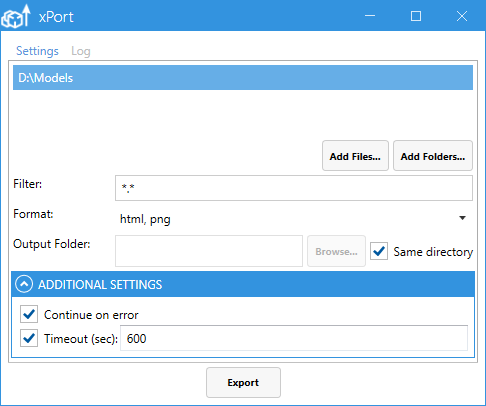 xPort
Settings Log
D:\Models
Add Files... Add Folders...
Filter: *.*
Format: html, png
Output Folder: Browse... Same directory
ADDITIONAL SETTINGS
Continue on error
Timeout (sec): 600
Export